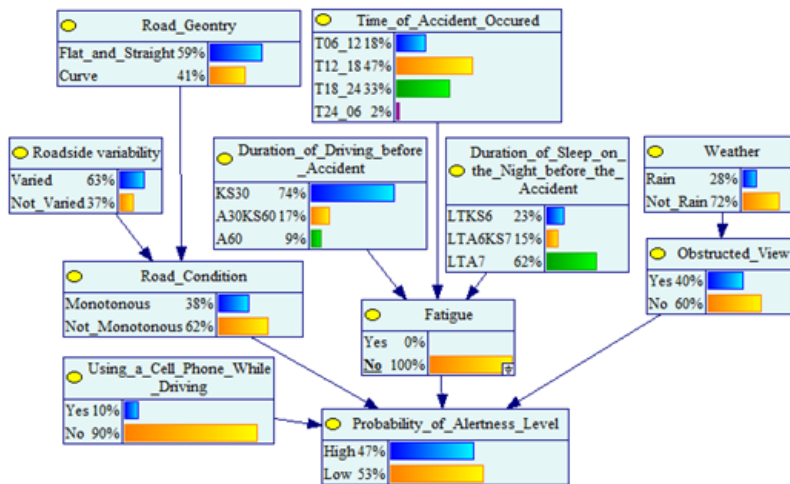 Road_Geontry
Flat_and_Straight 59%
Curve 41%
Time_of_Accident_Occured
T06_12 18%
T12_18 47%
T18_24 33%
T24_06 2%
Roadside variability
Varied 63%
Not_Varied 37%
Duration_of_Driving_before
_Accident
KS30 74%
A30KS60 17%
A60 9%
Duration_of_Sleep_on_
the_Night_before_the_
Accident
LTKS6 23%
LTA6KS7 15%
LTA7 62%
Weather
Rain 28%
Not_Rain 72%
Road_Condition
Monotonous 38%
Not_Monotonous 62%
Fatigue
Yes 0%
No 100%
Obstructed_View
Yes 40%
No 60%
Using_a_Cell_Phone_While
_Driving
Yes 10%
No 90%
Probability_of_Alertness_Level
High 47%
Low 53%